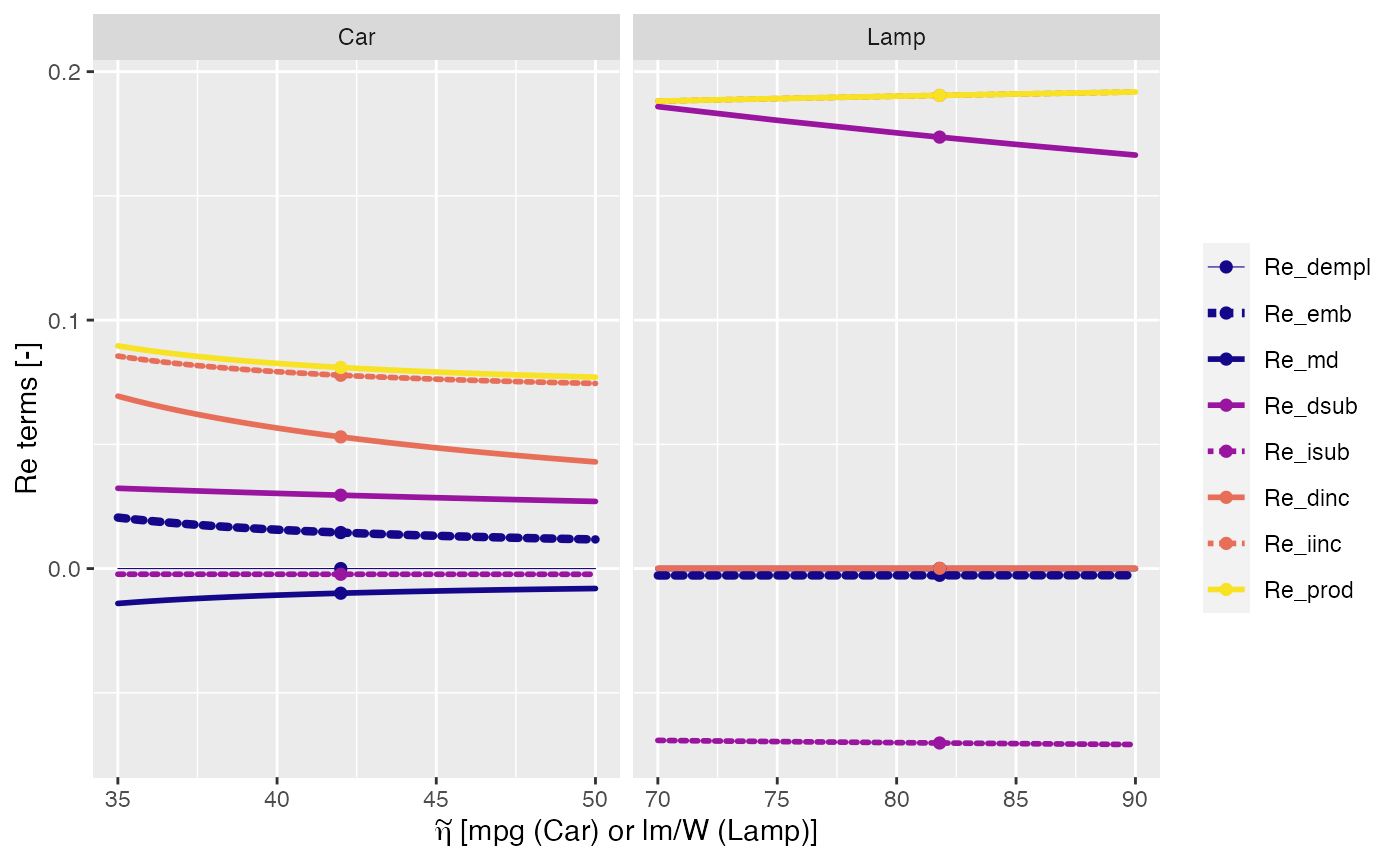 Car
Lamp
Re terms [-]
0.2
0.1
0.0
35
40
45
50
70
75
80
85
90
η̃ [mpg (Car) or lm/W (Lamp)]
Re_dempl
Re_emb
Re_md
Re_dsub
Re_isub
Re_dinc
Re_iinc
Re_prod